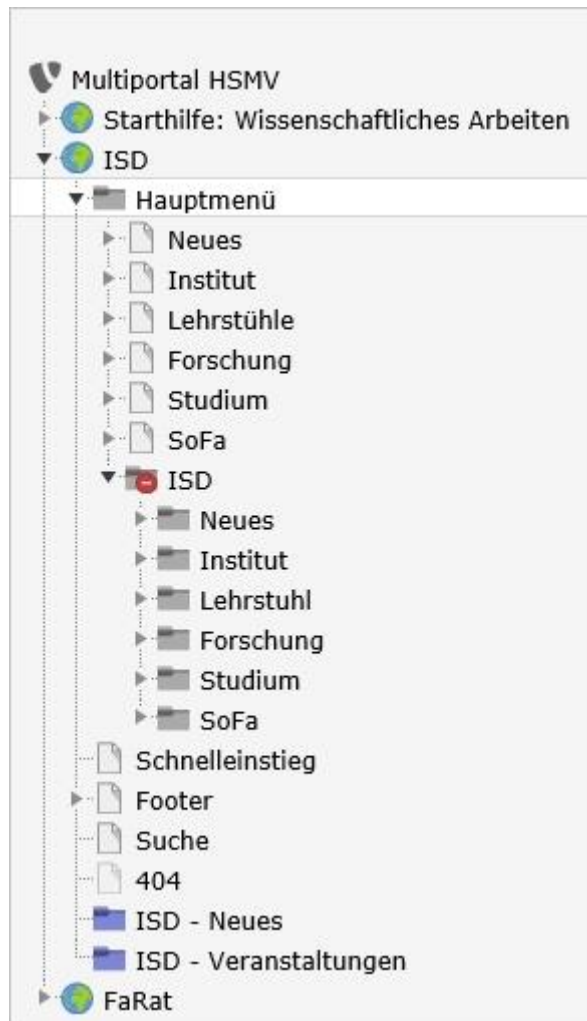 Multiportal HSMV
Starthilfe: Wissenschaftliches Arbeiten
ISD
Hauptmenü
Neues
Institut
Lehrstühle
Forschung
Studium
SoFa
ISD
Neues
Institut
Lehrstuhl
Forschung
Studium
SoFa
Schnelleinstieg
Footer
Suche
404
ISD - Neues
ISD - Veranstaltungen
FaRat